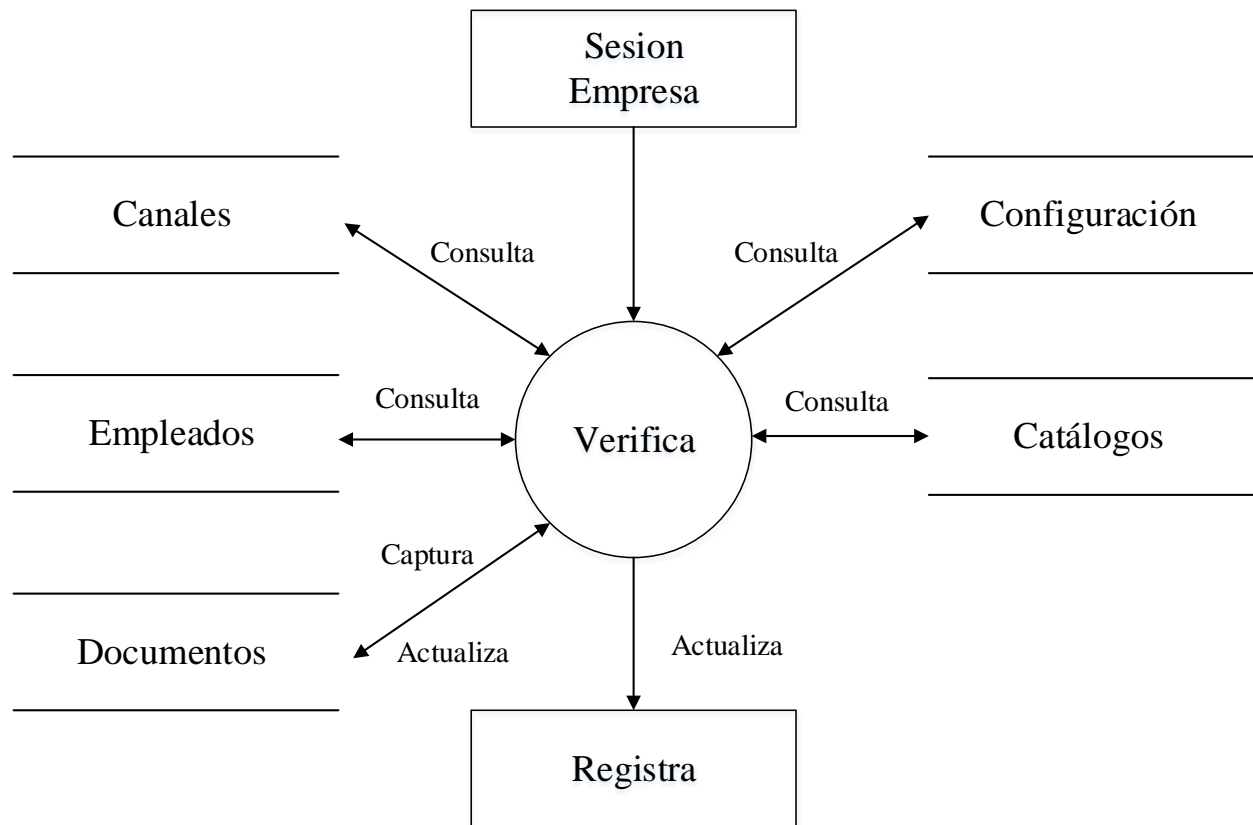 Sesion
Empresa
Canales
Configuración
Consulta
Consulta
Empleados
Consulta
Verifica
Consulta
Catálogos
Captura
Documentos
Actualiza
Actualiza
Registra